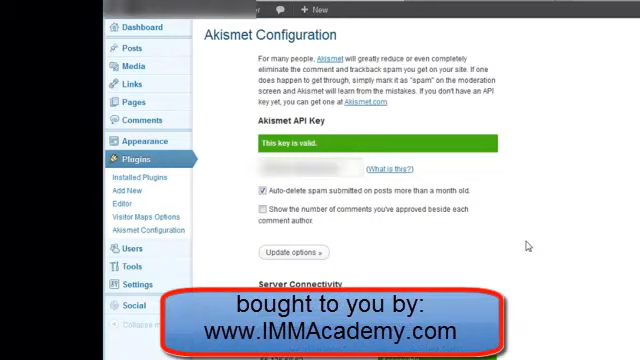 + New
Dashboard
Posts
Media
Links
Pages
Comments
Appearance
Plugins
Installed Plugins
Add New
Editor
Visitor Maps Options
Akismet Configuration
Users
Tools
Settings
Social
Akismet Configuration
For many people, Akismet will greatly reduce or even completely
eliminate the comment and trackback spam you get on your site. If one
does happen to get through, simply mark it as "spam" on the moderation
screen and Akismet will learn from the mistakes. If you don't have an API
key yet, you can get one at Akismet.com.
Akismet API Key
This key is valid.
(What is this?)
Auto-delete spam submitted on posts more than a month old.
Show the number of comments you've approved beside each
comment author.
Update options »
Server Connectivity
bought to you by:
www.IMMAcademy.com